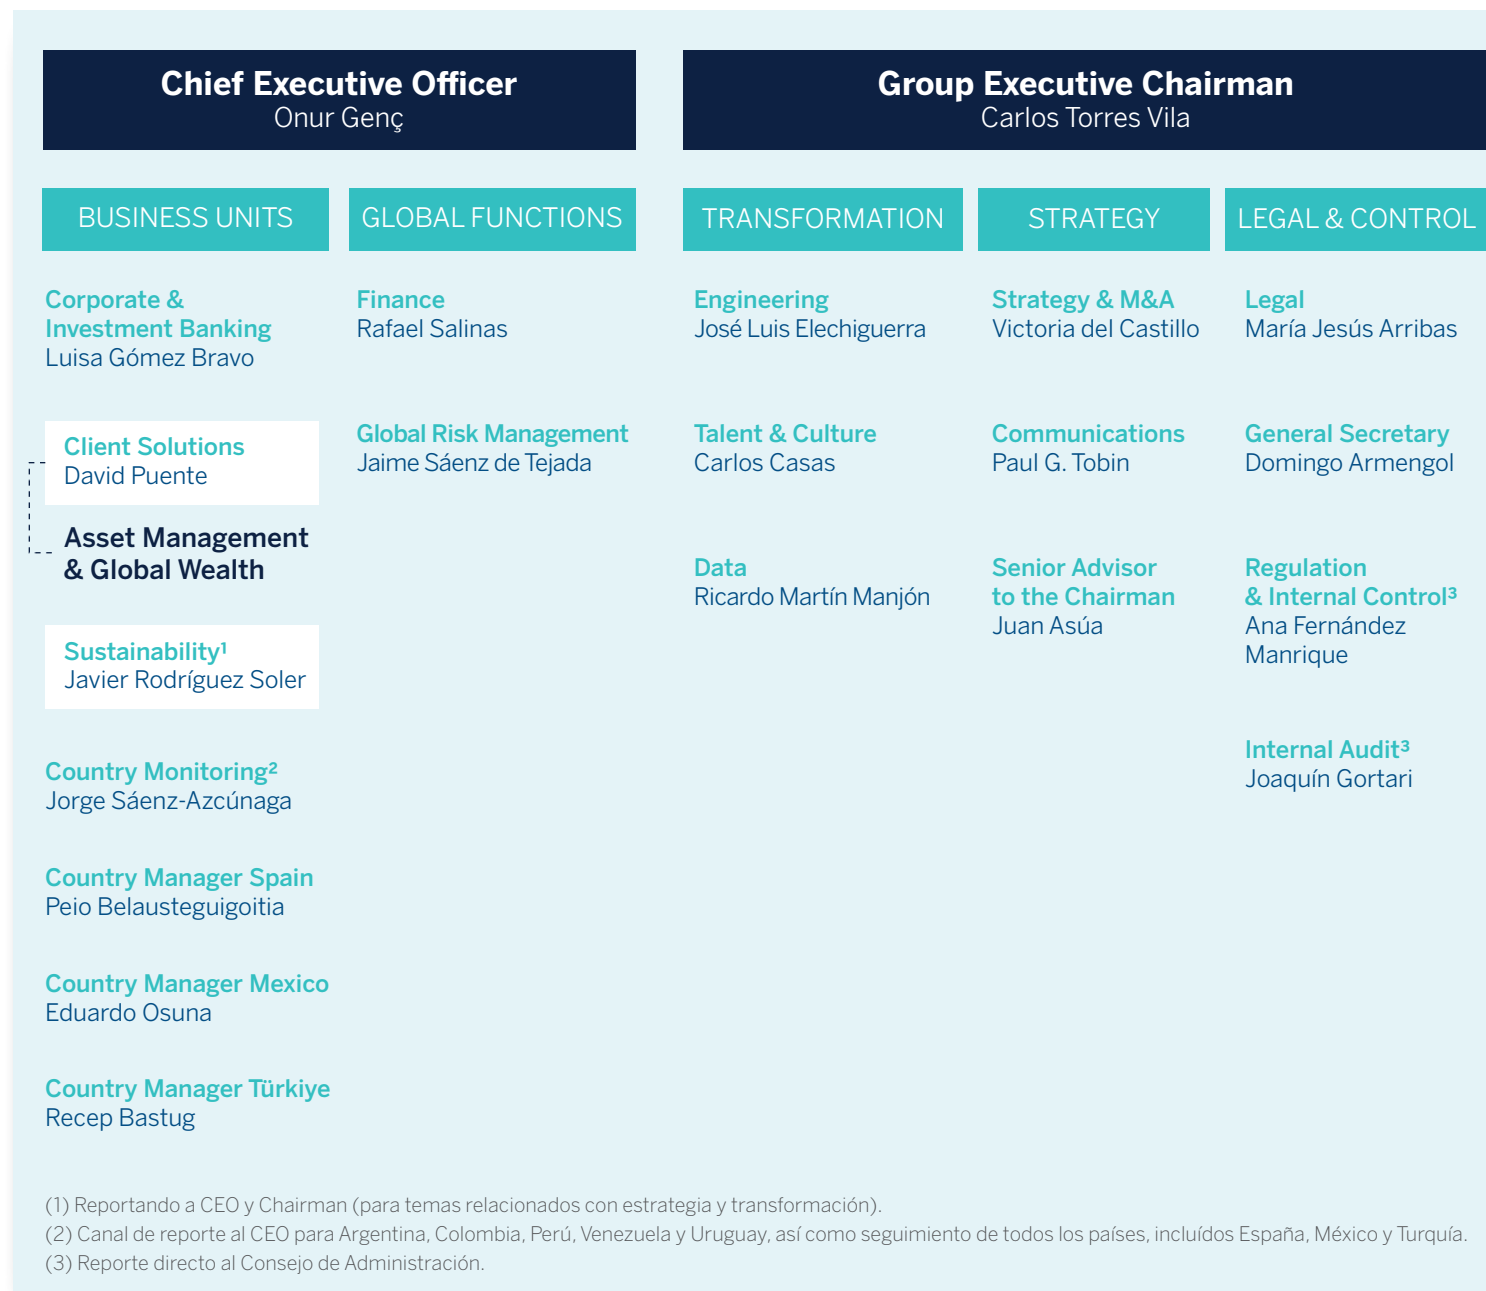 Chief Executive Officer
Onur Genç
Group Executive Chairman
Carlos Torres Vila
BUSINESS UNITS
GLOBAL FUNCTIONS
TRANSFORMATION
STRATEGY
LEGAL & CONTROL
Corporate &
Investment Banking
Luisa Gómez Bravo
Client Solutions
David Puente
Asset Management
& Global Wealth
Sustainability¹
Javier Rodríguez Soler
Country Monitoring²
Jorge Sáenz-Azcúnaga
Country Manager Spain
Peio Belausteguigoitia
Country Manager Mexico
Eduardo Osuna
Country Manager Türkiye
Recep Bastug
Finance
Rafael Salinas
Global Risk Management
Jaime Sáenz de Tejada
Engineering
José Luis Elechiguerra
Talent & Culture
Carlos Casas
Data
Ricardo Martín Manjón
Strategy & M&A
Victoria del Castillo
Communications
Paul G. Tobin
Senior Advisor
to the Chairman
Juan Asúa
Legal
María Jesús Arribas
General Secretary
Domingo Armengol
Regulation
& Internal Control³
Ana Fernández
Manrique
Internal Audit³
Joaquín Gortari
(1) Reportando a CEO y Chairman (para temas relacionados con estrategia y transformación).
(2) Canal de reporte al CEO para Argentina, Colombia, Perú, Venezuela y Uruguay, así como seguimiento de todos los países, incluídos España, México y Turquía.
(3) Reporte directo al Consejo de Administración.